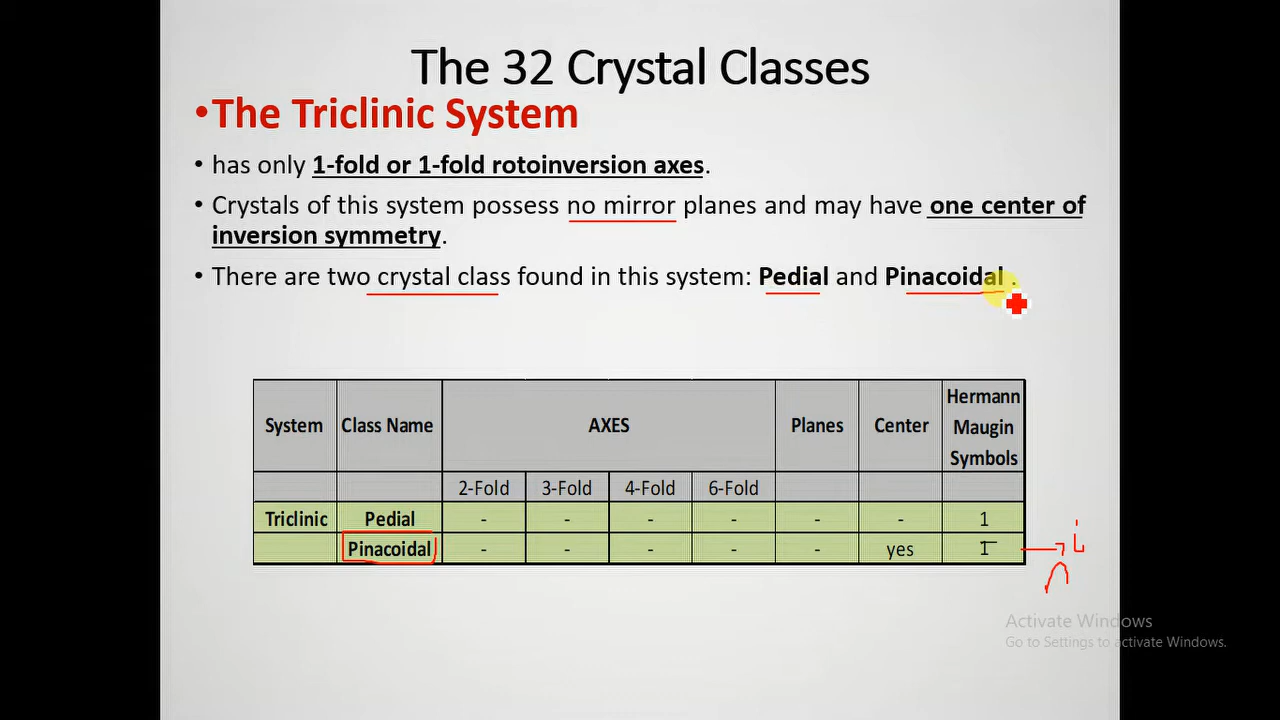 The 32 Crystal Classes
•The Triclinic System
• has only 1-fold or 1-fold rotoinversion axes.
• Crystals of this system possess no mirror planes and may have one center of
inversion symmetry.
• There are two crystal class found in this system: Pedial and Pinacoidal .
System Class Name AXES Planes Center Hermann
Maugin
Symbols
2-Fold 3-Fold 4-Fold 6-Fold
Triclinic Pedial - - - - - - 1
Pinacoidal - - - - - yes 1̅
i
Activate Windows
Go to Settings to activate Windows.